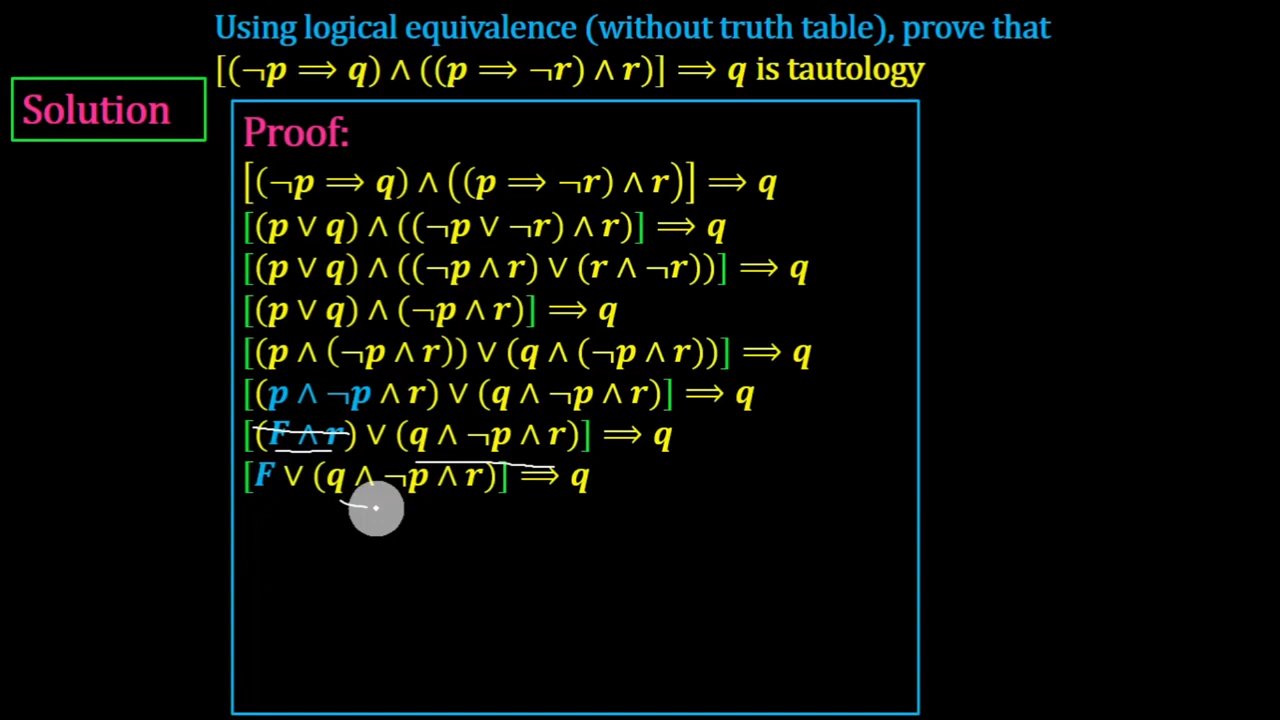 Using logical equivalence (without truth table), prove that
[(¬p ⟹ q) ∧ ((p ⟹ ¬r) ∧ r)] ⟹ q is tautology
Solution
Proof:
[(¬p ⟹ q) ∧ ((p ⟹ ¬r) ∧ r)] ⟹ q
[(p ∨ q) ∧ ((¬p ∨ ¬r) ∧ r)] ⟹ q
[(p ∨ q) ∧ ((¬p ∧ r) ∨ (r ∧ ¬r))] ⟹ q
[(p ∨ q) ∧ (¬p ∧ r)] ⟹ q
[(p ∧ (¬p ∧ r)) ∨ (q ∧ (¬p ∧ r))] ⟹ q
[(p ∧ ¬p ∧ r) ∨ (q ∧ ¬p ∧ r)] ⟹ q
[(F ∧ r) ∨ (q ∧ ¬p ∧ r)] ⟹ q
[F ∨ (q ∧ ¬p ∧ r)] ⟹ q